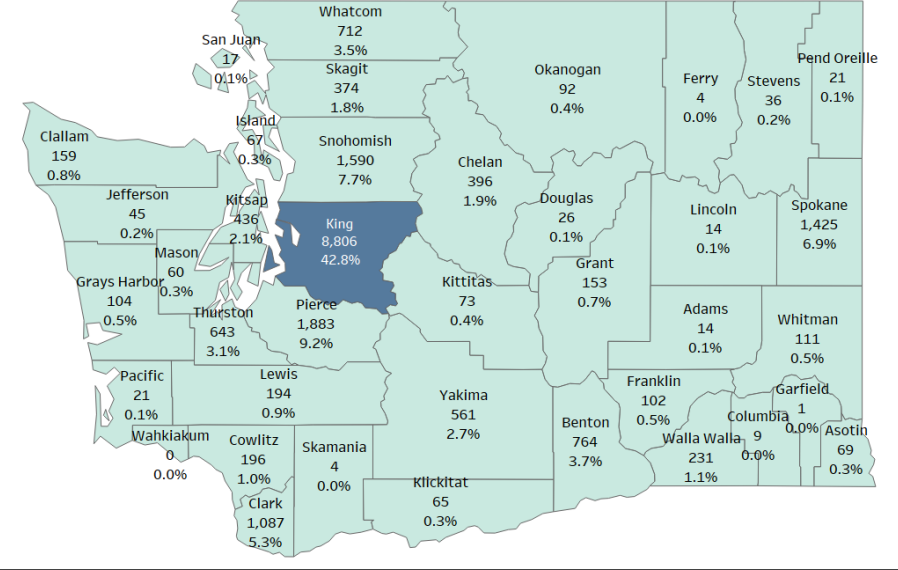 Whatcom
712
3.5%
San Juan
17
0.1%
Skagit
374
1.8%
Okanogan
92
0.4%
Ferry
4
0.0%
Stevens
36
0.2%
Pend Oreille
21
0.1%
Island
67
0.3%
Clallam
159
0.8%
Snohomish
1,590
7.7%
Chelan
396
1.9%
Jefferson
45
0.2%
Kitsap
436
2.1%
Douglas
26
0.1%
Lincoln
14
0.1%
Spokane
1,425
6.9%
King
8,806
42.8%
Mason
60
0.3%
Grant
153
0.7%
Grays Harbor
104
0.5%
Kittitas
73
0.4%
Thurston
643
3.1%
Pierce
1,883
9.2%
Adams
14
0.1%
Whitman
111
0.5%
Pacific
21
0.1%
Lewis
194
0.9%
Yakima
561
2.7%
Franklin
102
0.5%
Garfield
1
0.0%
Benton
764
3.7%
Columbia
9
0.0%
Asotin
69
0.3%
Wahkiakum
0
0.0%
Cowlitz
196
1.0%
Skamania
4
0.0%
Walla Walla
231
1.1%
Klickitat
65
0.3%
Clark
1,087
5.3%